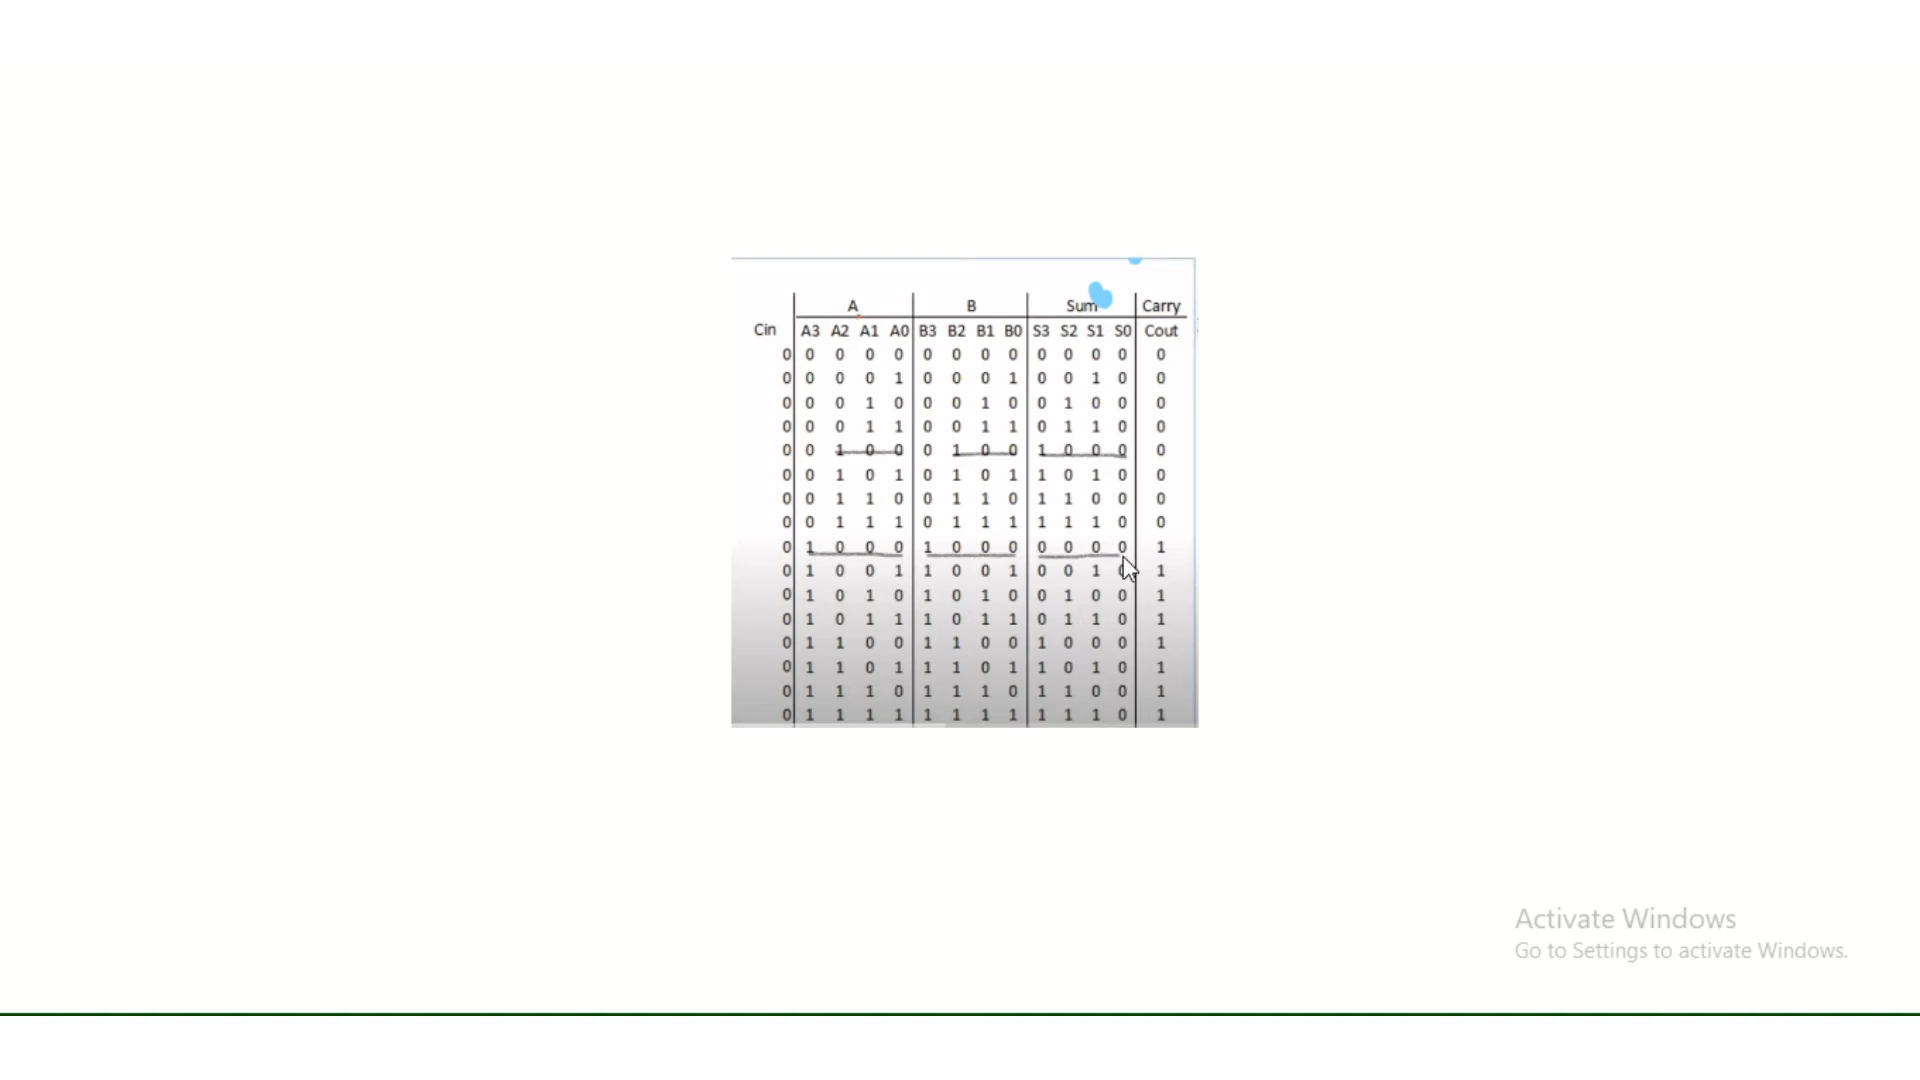 A B Sum Carry
Cin A3 A2 A1 A0 B3 B2 B1 B0 S3 S2 S1 S0 Cout
0 0 0 0 0 0 0 0 0 0 0 0 0 0
0 0 0 0 1 0 0 0 1 0 0 1 0 0
0 0 0 1 0 0 0 1 0 0 1 0 0 0
0 0 0 1 1 0 0 1 1 0 1 1 0 0
0 0 1 0 0 0 1 0 0 1 0 0 0 0
0 0 1 0 1 0 1 0 1 1 0 1 0 0
0 0 1 1 0 0 1 1 0 1 1 0 0 0
0 0 1 1 1 0 1 1 1 1 1 1 0 0
0 1 0 0 0 1 0 0 0 0 0 0 0 1
0 1 0 0 1 1 0 0 1 0 0 1 0 1
0 1 0 1 0 1 0 1 0 0 1 0 0 1
0 1 0 1 1 1 0 1 1 0 1 1 0 1
0 1 1 0 0 1 1 0 0 1 0 0 0 1
0 1 1 0 1 1 1 0 1 1 0 1 0 1
0 1 1 1 0 1 1 1 0 1 1 0 0 1
0 1 1 1 1 1 1 1 1 1 1 1 0 1
Activate Windows
Go to Settings to activate Windows.